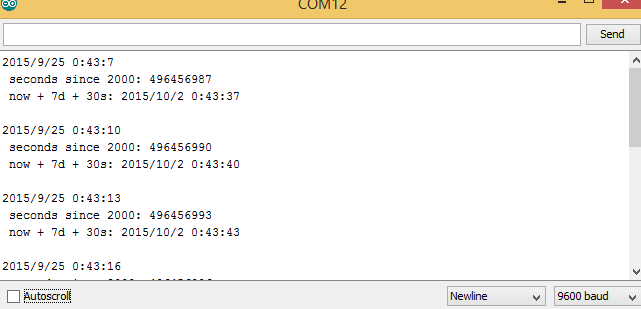 COM12
Send
2015/9/25 0:43:7
seconds since 2000: 496456987
now + 7d + 30s: 2015/10/2 0:43:37
2015/9/25 0:43:10
seconds since 2000: 496456990
now + 7d + 30s: 2015/10/2 0:43:40
2015/9/25 0:43:13
seconds since 2000: 496456993
now + 7d + 30s: 2015/10/2 0:43:43
2015/9/25 0:43:16
Autoscroll
Newline
9600 baud